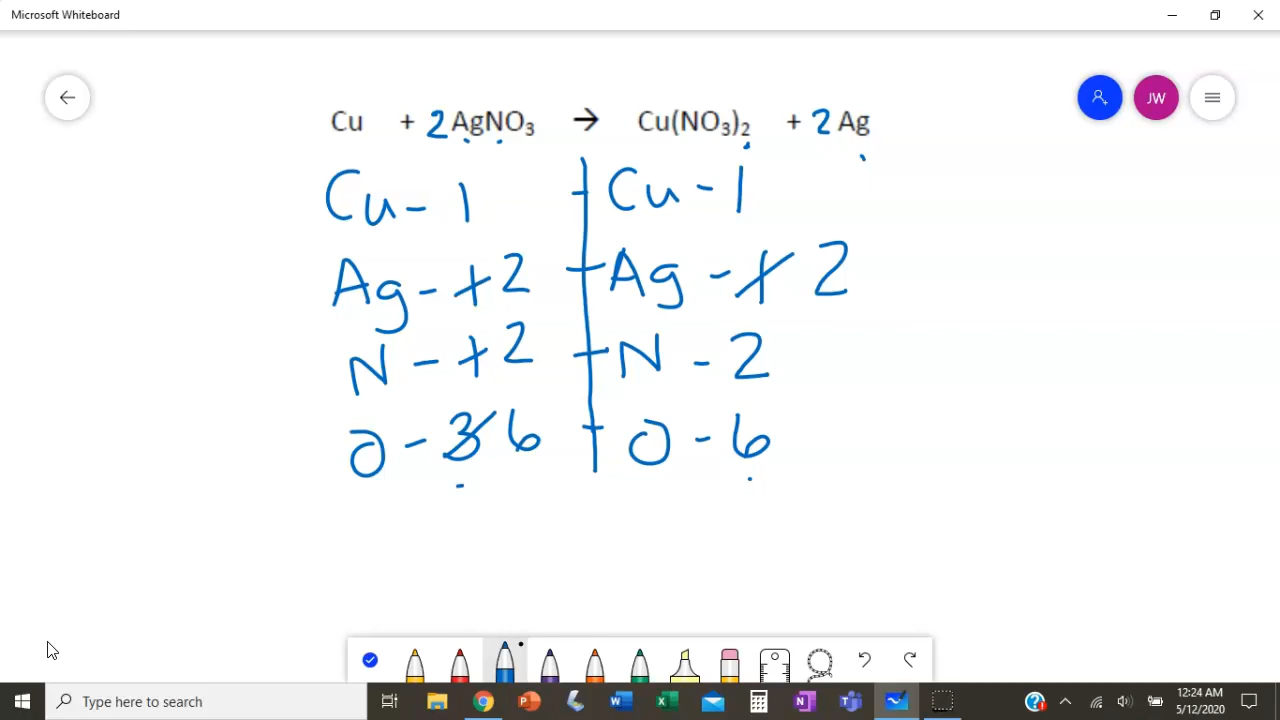 Microsoft Whiteboard
JW
Cu + 2 AgNO₃ → Cu(NO₃)₂ + 2 Ag
Cu - 1 Cu - 1
Ag - 1 2 Ag - 1 2
N - 1 2 N - 2
O - 3 6 O - 6
Type here to search
12:24 AM
5/12/2020